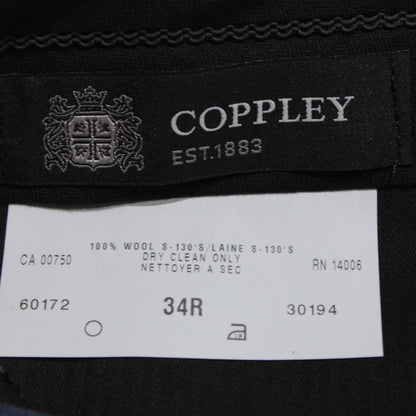 COPPLEY
EST.1883
100% WOOL S-130'S/LAINE S-130'S
CA 00750 DRY CLEAN ONLY RN 14006
NETTOYER A SEC
60172 34R 30194